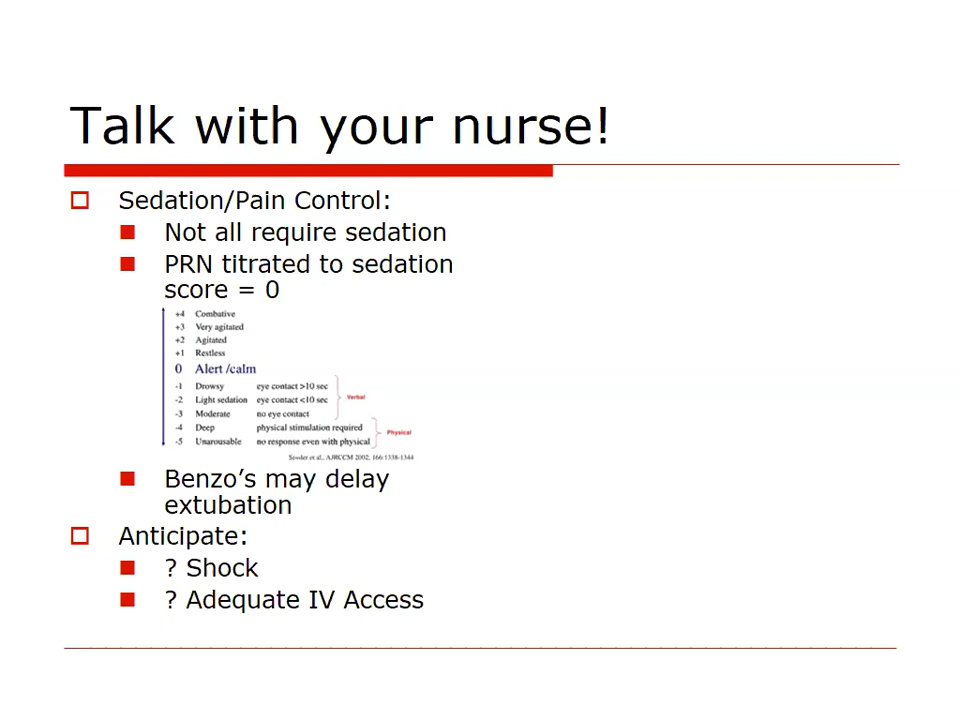 Talk with your nurse!
Sedation/Pain Control:
Not all require sedation
PRN titrated to sedation
score = 0
+4 Combative
+3 Very agitated
+2 Agitated
+1 Restless
0 Alert /calm
-1 Drowsy eye contact >10 sec
-2 Light sedation eye contact <10 sec
Verbal
-3 Moderate no eye contact
-4 Deep physical stimulation required
Physical
-5 Unarousable no response even with physical
et al., AJRCCM 2002; 166:1338-1344
Benzo's may delay
extubation
Anticipate:
? Shock
? Adequate IV Access